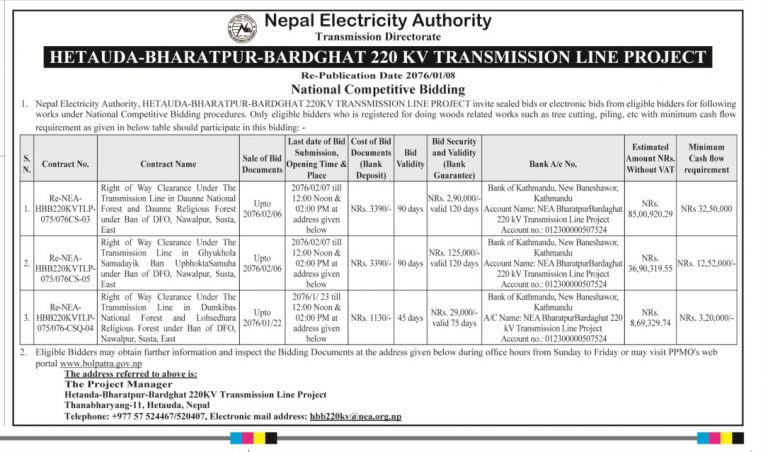 Nepal Electricity Authority
Transmission Directorate
HETAUDA-BHARATPUR-BARDGHAT 220 KV TRANSMISSION LINE PROJECT
Re-Publication Date 2076/01/08
National Competitive Bidding
1. Nepal Electricity Authority, HETAUDA-BHARATPUR-BARDGHAT 220KV TRANSMISSION LINE PROJECT invite sealed bids or electronic bids from eligible bidders for following
works under National Competitive Bidding procedures. Only eligible bidders who is registered for doing woods related works such as tree cutting, piling, etc with minimum cash flow
requirement as given in below table should participate in this bidding: -
S. N.
Contract No.
Contract Name
Sale of Bid Documents
Last date of Bid Submission, Opening Time & Place
Cost of Bid Documents (Bank Deposit)
Bid Validity
Bid Security and Validity (Bank Guarantee)
Bank A/c No.
Estimated Amount NRs. Without VAT
Minimum Cash flow requirement
1.
Re-NEA-
HBB220KVTLP-
075/076CS-03
Right of Way Clearance Under The
Transmission Line in Daunne National
Forest and Daunne Religious Forest
under Ban of DFO, Nawalpur, Susta,
East
Upto
2076/02/06
2076/02/07 till
12:00 Noon &
02:00 PM at
address given
below
NRs. 3390/-
90 days
NRs. 2,90,000/-
valid 120 days
Bank of Kathmandu, New Baneshowor,
Kathmandu
Account Name: NEA BharatpurBardaghat
220 kV Transmission Line Project
Account no.: 012300000507524
NRs.
85,00,920.29
NRs 32,50,000
2.
Re-NEA-
HBB220KVTLP-
075/076CS-05
Right of Way Clearance Under The
Transmission Line in Ghyukhola
Samudayik Ban UpbhoktaSamuha
under Ban of DFO, Nawalpur, Susta,
East
Upto
2076/02/06
2076/02/07 till
12:00 Noon &
02:00 PM at
address given
below
NRs. 3390/-
90 days
NRs. 125,000/-
valid 120 days
Bank of Kathmandu, New Baneshawor,
Kathmandu
Account Name: NEA BharatpurBardaghat
220 kV Transmission Line Project
Account no.: 012300000507524
NRs.
36,90,319.55
NRs. 12,52,000/-
3.
Re-NEA-
HBB220KVTLP-
075/076-CSQ-04
Right of Way Clearance Under The
Transmission Line in Dumkibas
National Forest and Lohsedhara
Religious Forest under Ban of DFO,
Nawalpur, Susta, East
Upto
2076/01/22
2076/1/ 23 till
12:00 Noon &
02:00 PM at
address given
below
NRs. 1130/-
45 days
NRs. 29,000/-
valid 75 days
Bank of Kathmandu, New Baneshawor,
Kathmandu
A/C Name: NEA BharatpurBardaghat 220
kV Transmission Line Project
Account no.: 012300000507524
NRs.
8,69,329.74
NRs. 3,20,000/-
2. Eligible Bidders may obtain further information and inspect the Bidding Documents at the address given below during office hours from Sunday to Friday or may visit PPMO's web
portal www.bolpatra.gov.np
The address referred to above is:
The Project Manager
Hetauda-Bharatpur-Bardghat 220KV Transmission Line Project
Thanabharyang-11, Hetauda, Nepal
Telephone: +977 57 524467/520407, Electronic mail address: hbb220kv@nea.org.np